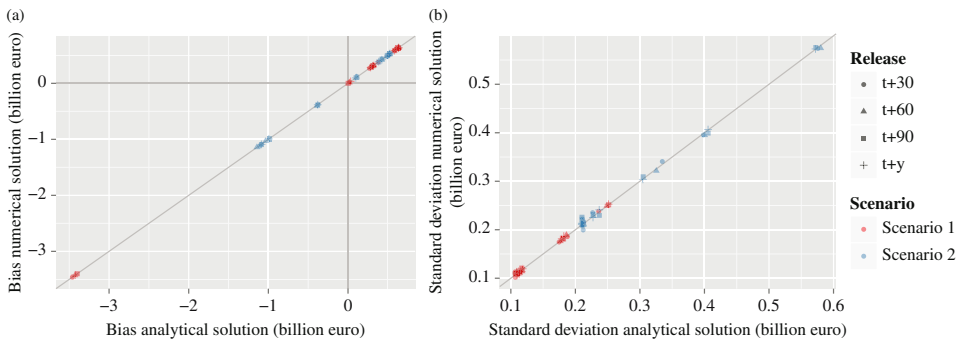 (a)
Bias numerical solution (billion euro)
0
−1
−2
−3
−3
−2
−1
0
Bias analytical solution (billion euro)
(b)
Standard deviation numerical solution
(billion euro)
0.5
0.4
0.3
0.2
0.1
0.1
0.2
0.3
0.4
0.5
0.6
Standard deviation analytical solution (billion euro)
Release
t+30
t+60
t+90
t+y
Scenario
Scenario 1
Scenario 2